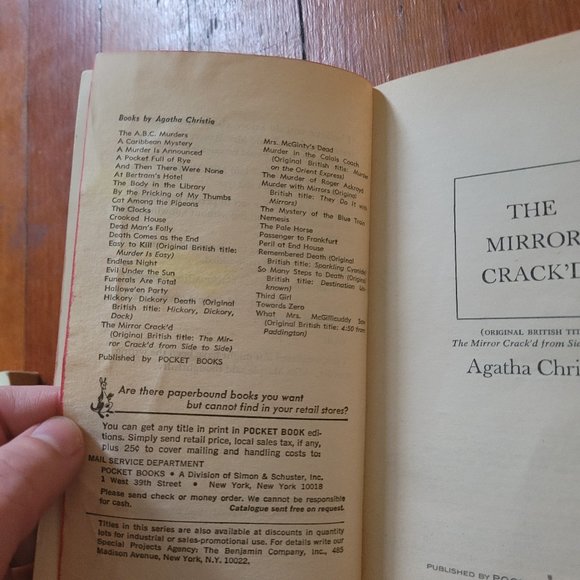 Books by Agatha Christie
The A.B.C. Murders
A Caribbean Mystery
A Murder is Announced
A Pocket Full of Rye
And Then There Were None
At Bertram's Hotel
The Body in the Library
By the Pricking of My Thumbs
Cat Among the Pigeons
The Clocks
Crooked House
Dead Man's Folly
Death Comes as the End
Easy to Kill (Original British title:
Murder Is Easy)
Endless Night
Evil Under the Sun
Funerals Are Fatal
Hallowe'en Party
Hickory Dickory Death (Original
British title: Hickory, Dickory,
Dock)
The Mirror Crack'd
(Original British title: The Mir-
ror Crack'd from Side to Side)
Mrs. McGinty's Dead
Murder in the Calais Coach
(Original British title: Murder
on the Orient Express)
The Murder of Roger Ackroyd
Murder with Mirrors (Original
British title: They Do It with
Mirrors)
The Mystery of the Blue Train
Nemesis
The Pale Horse
Passenger to Frankfurt
Peril at End House
Remembered Death (Original
British title: Sparkling Cyanide)
So Many Steps to Death (Original
British title: Destination Un-
known)
Third Girl
Towards Zero
What Mrs. McGillicuddy Saw
(Original British title: 4:50 from
Paddington)
Published by POCKET BOOKS
Are there paperbound books you want
but cannot find in your retail stores?
You can get any title in print in POCKET BOOK edi-
tions. Simply send retail price, local sales tax, if any,
plus 25¢ to cover mailing and handling costs to:
MAIL SERVICE DEPARTMENT
POCKET BOOKS • A Division of Simon & Schuster, Inc.
1 West 39th Street • New York, New York 10018
Please send check or money order. We cannot be responsible
for cash. Catalogue sent free on request.
Titles in this series are also available at discounts in quantity
lots for industrial or sales-promotional use. For details write our
Special Projects Agency: The Benjamin Company, Inc., 485
Madison Avenue, New York, N.Y. 10022.
THE
MIRROR
CRACK'D
(ORIGINAL BRITISH TIT
The Mirror Crack'd from Sid
Agatha Chri
PUBLISHED BY POC